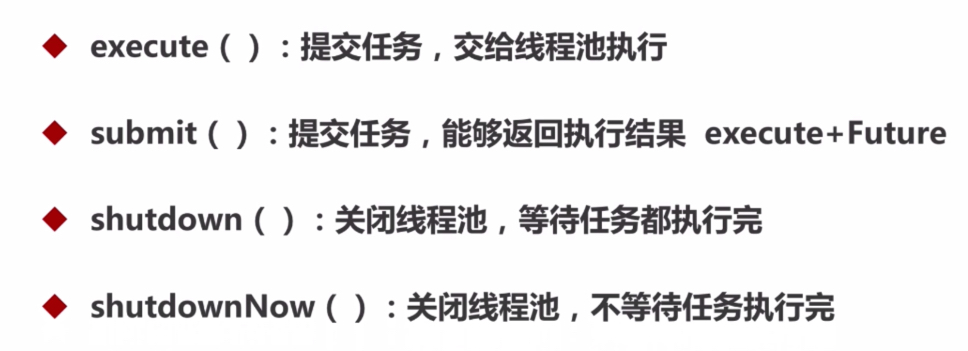 ◆ execute（ ）：提交任务，交给线程池执行
◆ submit（ ）：提交任务，能够返回执行结果 execute+Future
◆ shutdown（ ）：关闭线程池，等待任务都执行完
◆ shutdownNow（ ）：关闭线程池，不等待任务执行完